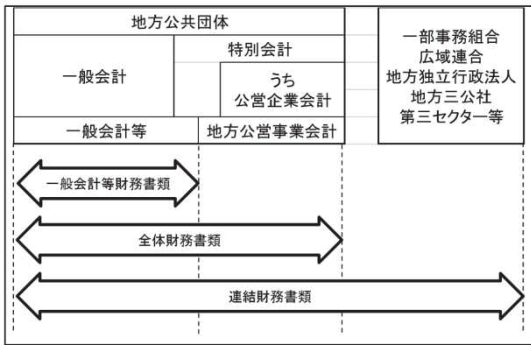 地方公共団体
一般会計
特別会計
うち
公営企業会計
一般会計等
地方公営事業会計
一部事務組合
広域連合
地方独立行政法人
地方三公社
第三セクター等
一般会計等財務書類
全体財務書類
連結財務書類